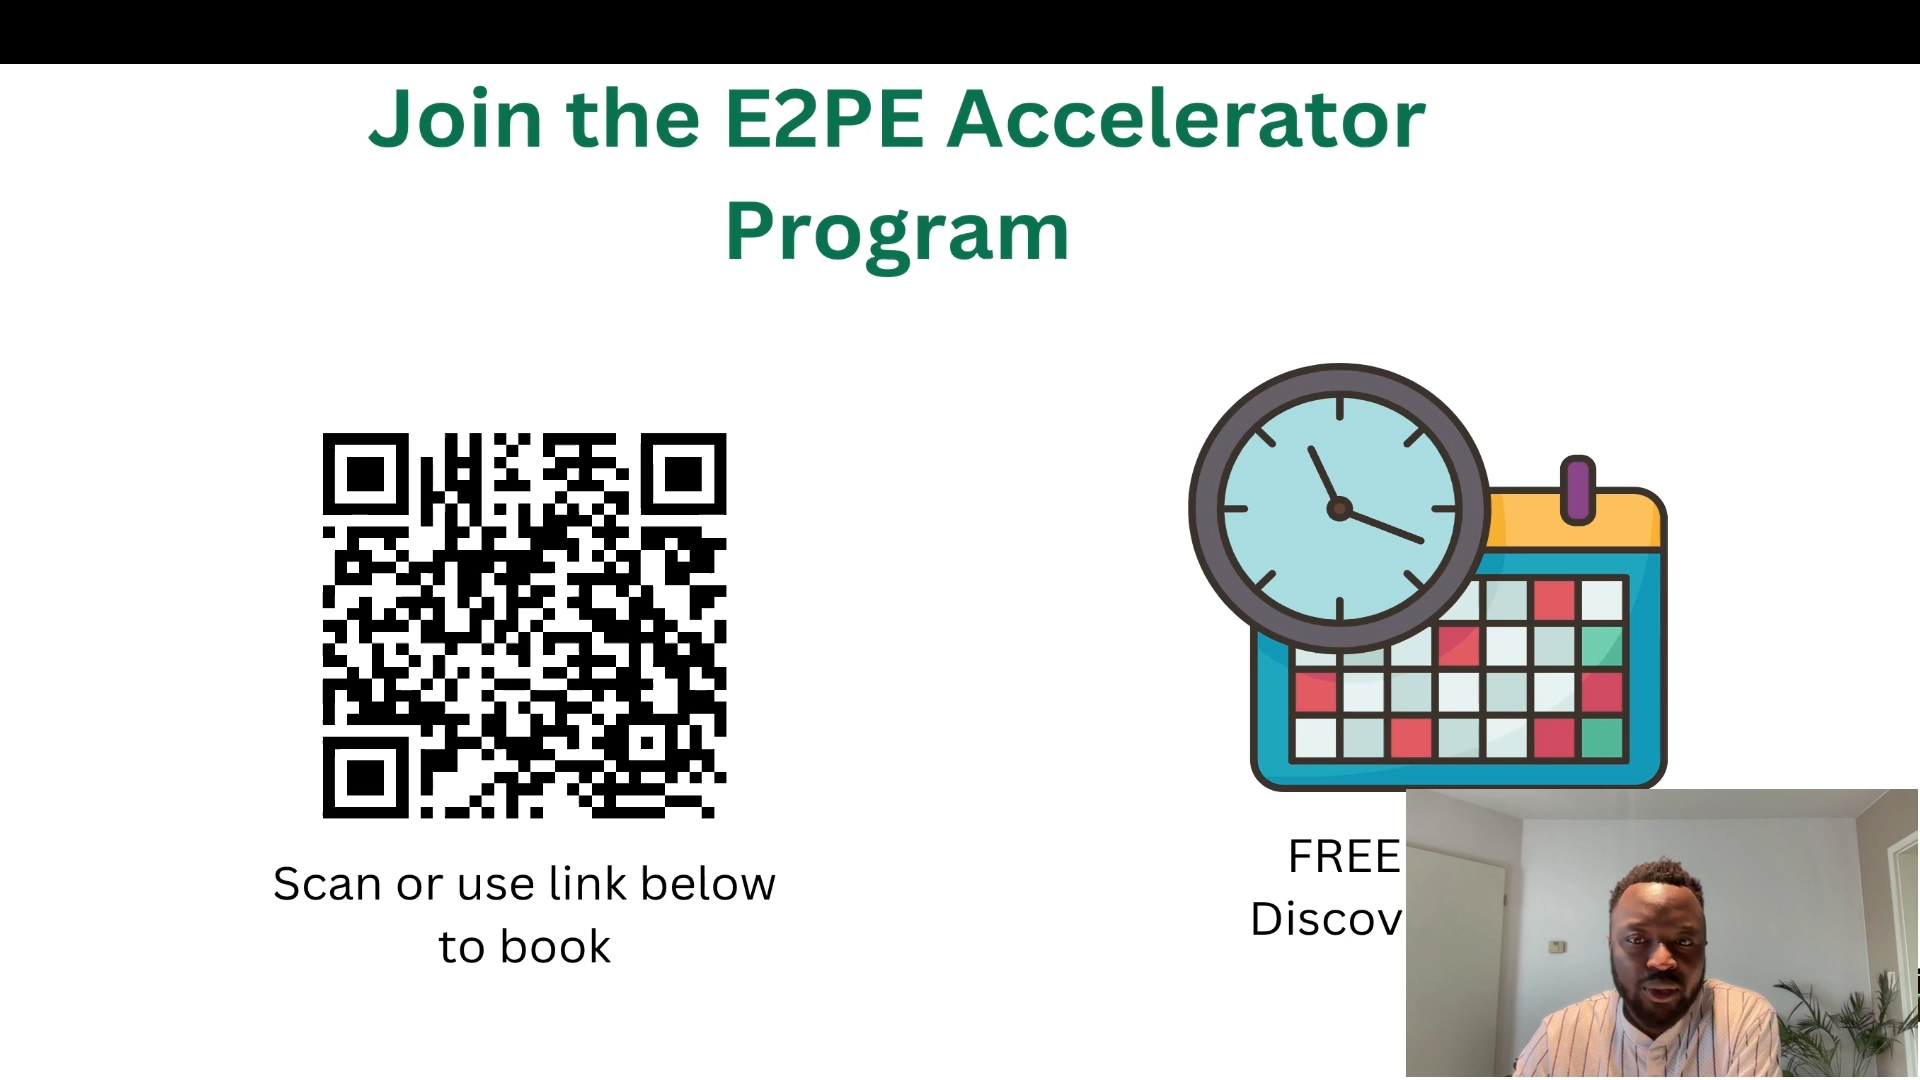 Join the E2PE Accelerator
Program
Scan or use link below
to book
FREE
Discov